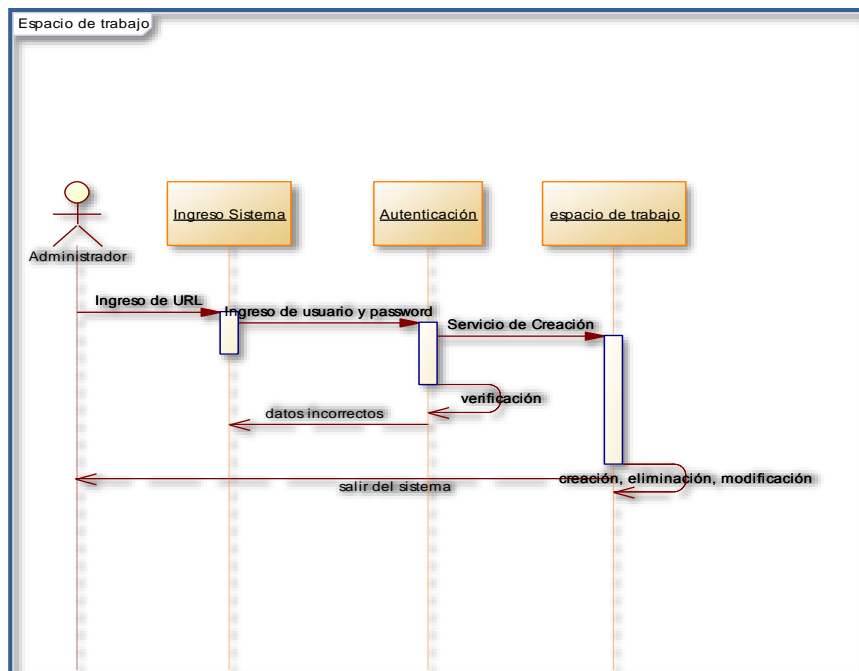 Espacio de trabajo
Ingreso Sistema
Autenticación
espacio de trabajo
Administrador
Ingreso de URL
Ingreso de usuario y password
Servicio de Creación
verificación
datos incorrectos
creación, eliminación, modificación
salir del sistema